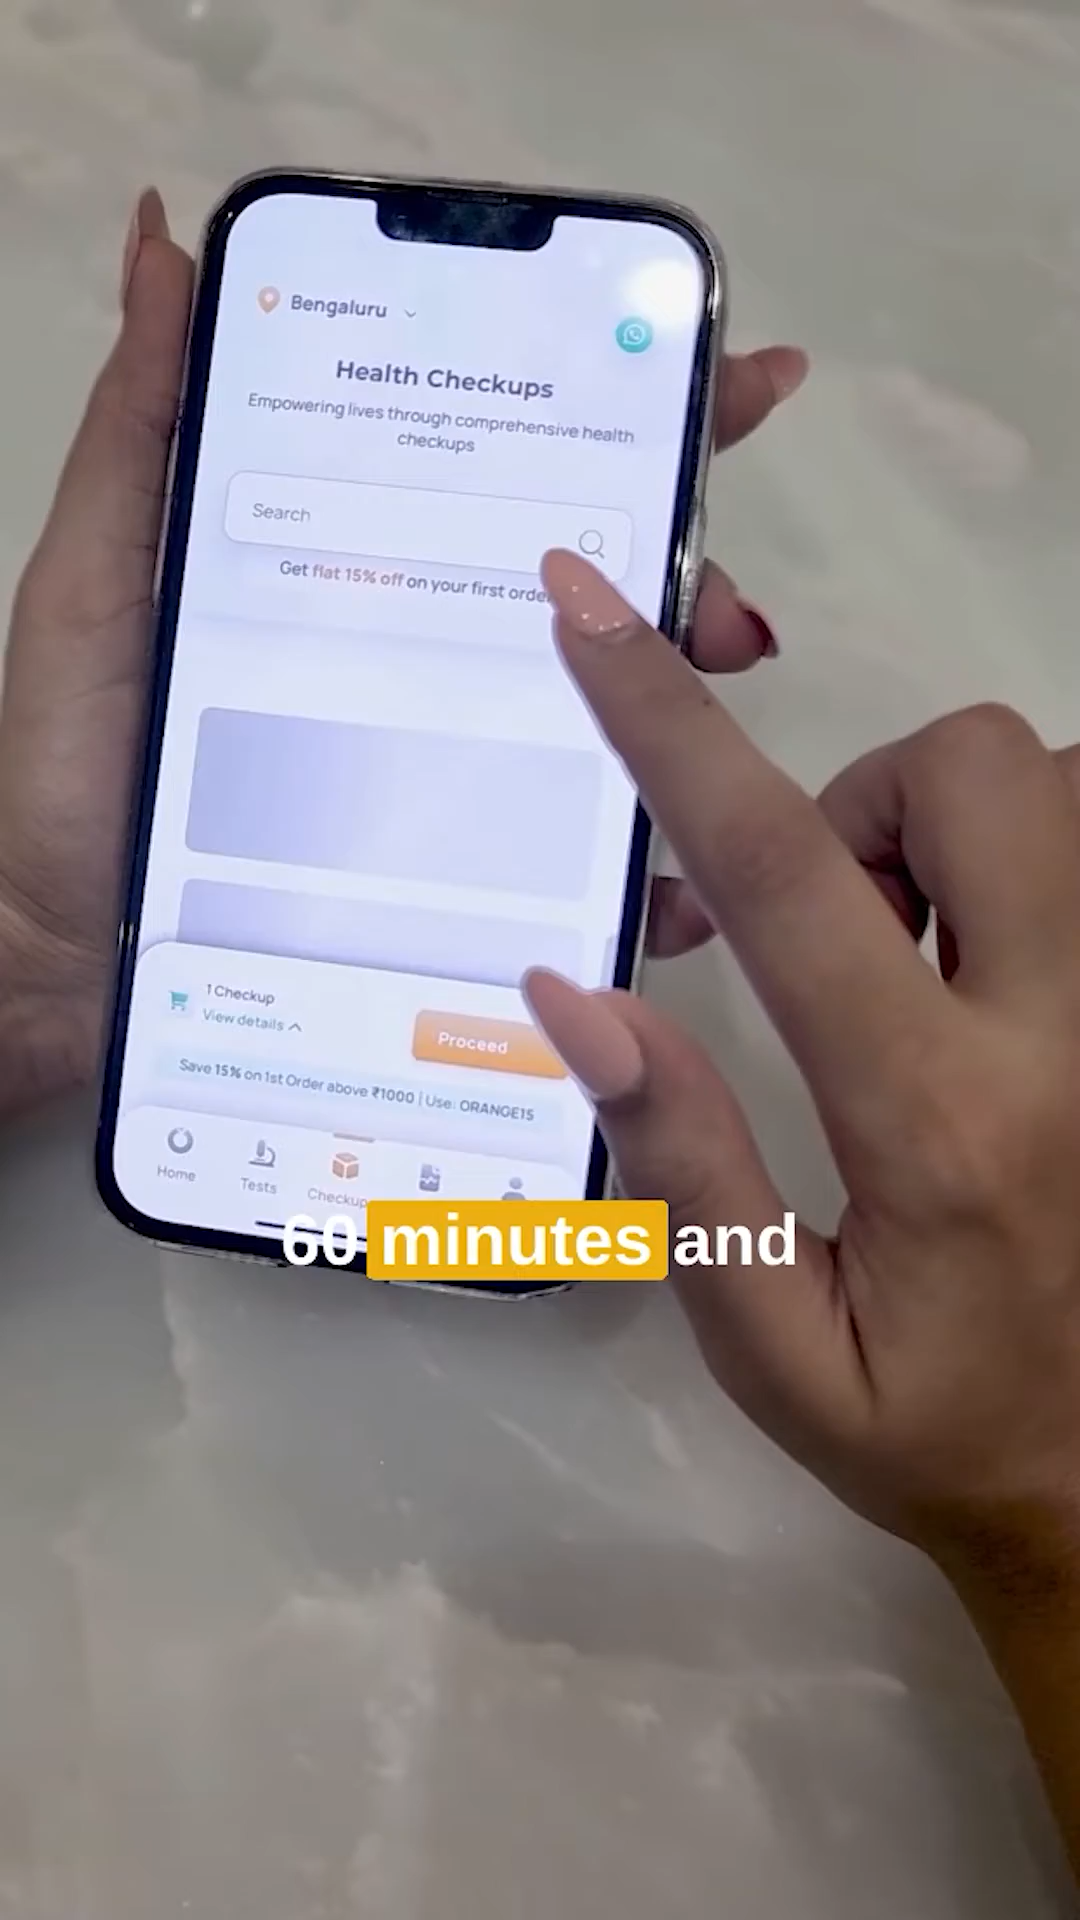 Bengaluru
Health Checkups
Empowering lives through comprehensive health
checkups
Search
Get flat 15% off on your first order
1 Checkup
View details
Proceed
Save 15% on 1st Order above ₹1000 | Use: ORANGE15
Home
Tests
Checkup
60 minutes and